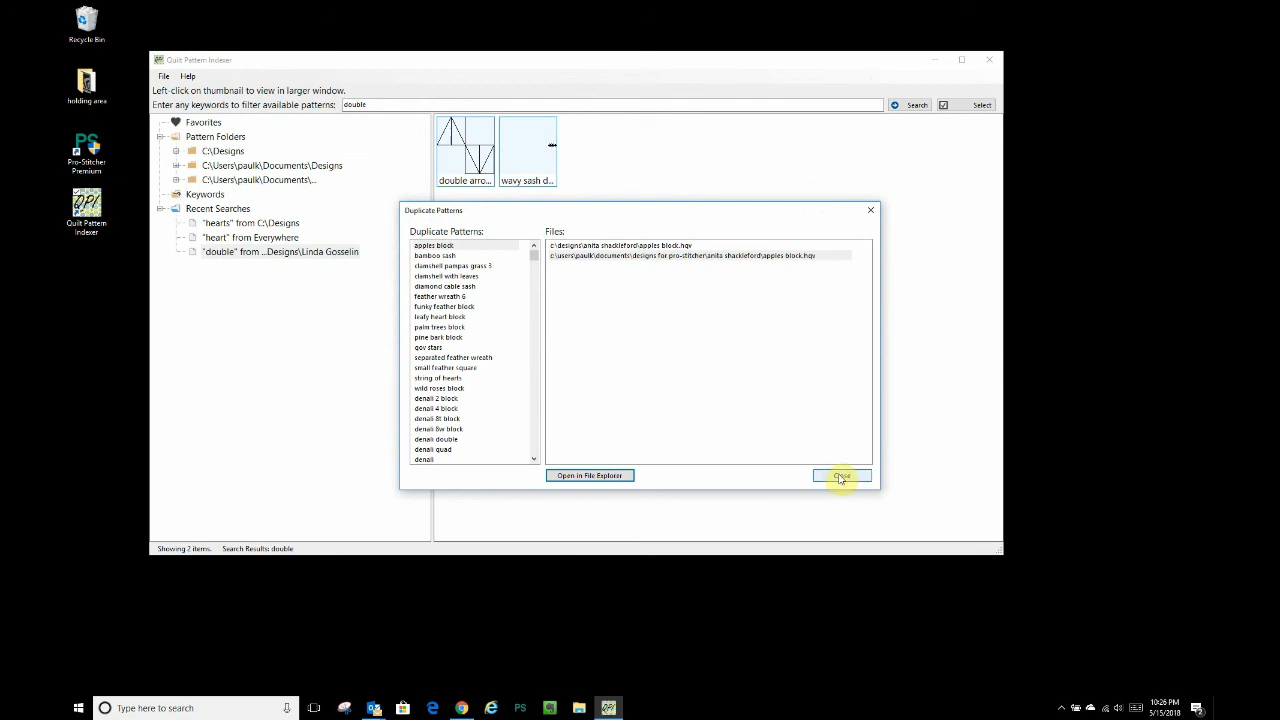 Recycle Bin
holding area
Pro-Stitcher
Premium
Quilt Pattern
Indexer
Quilt Pattern Indexer
File Help
Left-click on thumbnail to view in larger window.
Enter any keywords to filter available patterns: double Search Select
Favorites
Pattern Folders
C:\Designs
C:\Users\paulk\Documents\Designs
C:\Users\paulk\Documents\...
Keywords
Recent Searches
"hearts" from C:\Designs
"heart" from Everywhere
"double" from ...Designs\Linda Gosselin
double arro... wavy sash d...
Duplicate Patterns
Duplicate Patterns: Files:
apples block
bamboo sash
clamshell pampas grass 3
clamshell with leaves
diamond cable sash
feather wreath 6
funky feather block
leafy heart block
palm trees block
pine bark block
qov stars
separated feather wreath
small feather square
string of hearts
wild roses block
denali 2 block
denali 4 block
denali 8t block
denali 8w block
denali double
denali quad
denali
c:\designs\anita shackleford\apples block.hqv
c:\users\paulk\documents\designs for pro-stitcher\anita shackleford\apples block.hqv
Open in File Explorer Close
Showing 2 items. Search Results: double
Type here to search
PS
QPI
10:26 PM
5/15/2018
2